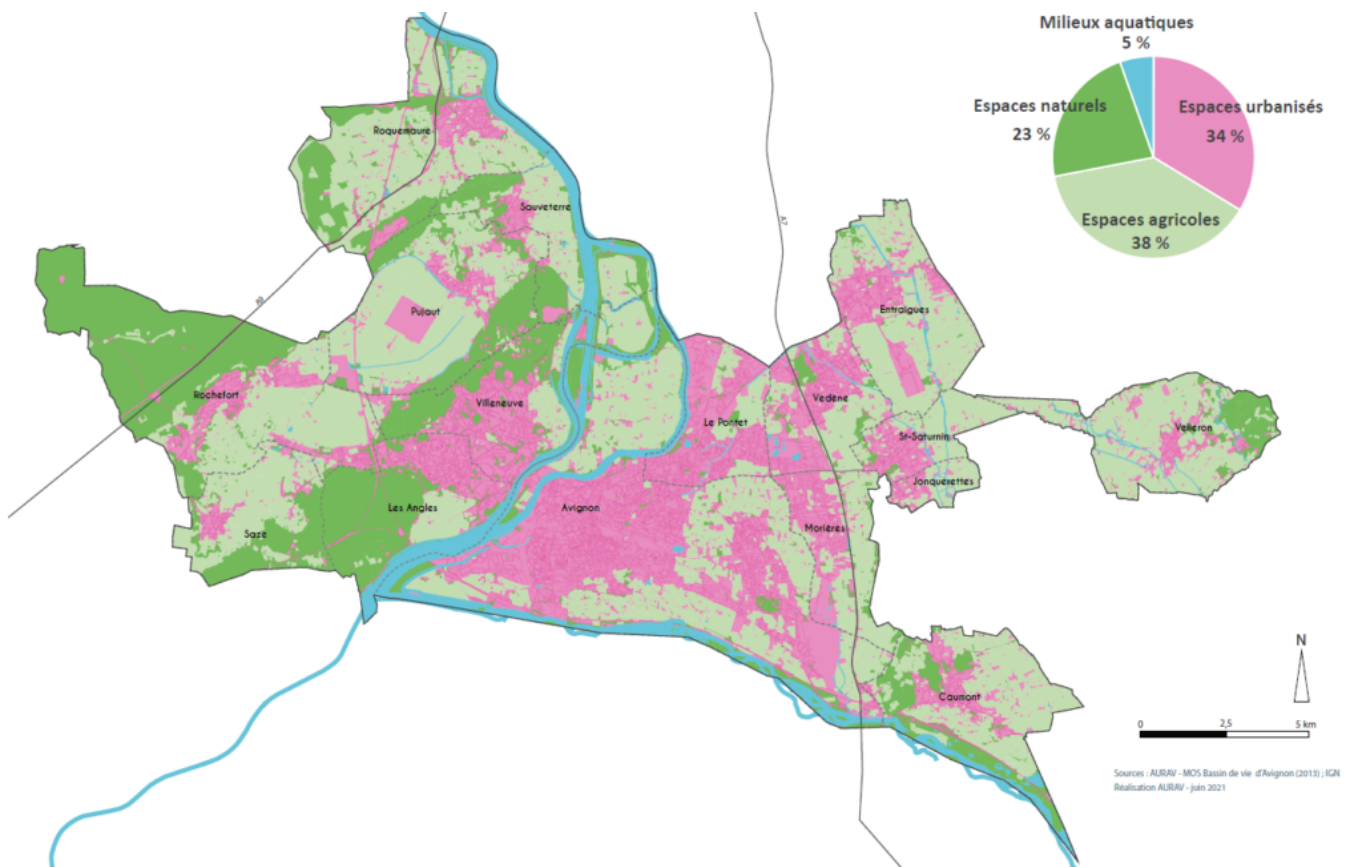 Milieux aquatiques
5 %
Espaces naturels
23 %
Espaces urbanisés
34 %
Espaces agricoles
38 %
Roquemaure
Sauveterre
A7
Pujaut
A9
Entraigues
Rochefort
Villeneuve
Vedène
Le Pontet
Velleron
St-Saturnin
Jonquerettes
Les Angles
Avignon
Morières
Saze
Caumont
N
0 2,5 5 km
Sources : AURAV - MOS Bassin de vie d'Avignon (2013) ; IGN
Réalisation AURAV - juin 2021